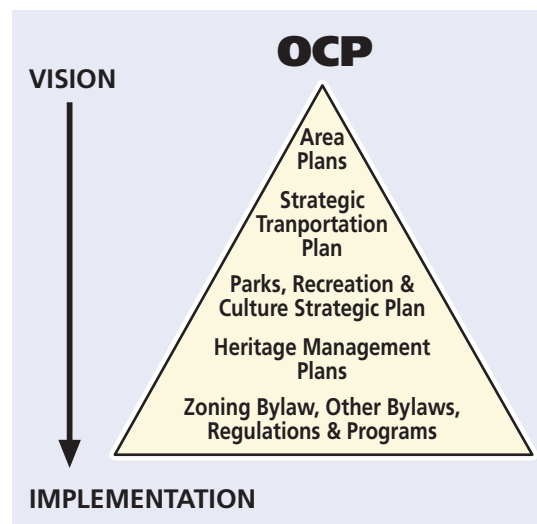 OCP
VISION
Area
Plans
Strategic
Tranportation
Plan
Parks, Recreation &
Culture Strategic Plan
Heritage Management
Plans
Zoning Bylaw, Other Bylaws,
Regulations & Programs
IMPLEMENTATION